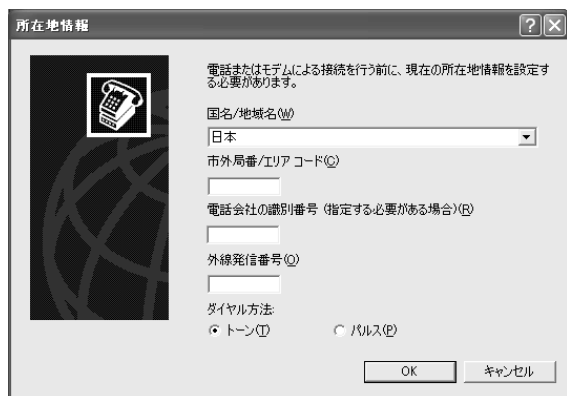 所在地情報
電話またはモデムによる接続を行う前に、現在の所在地情報を設定す
る必要があります。
国名/地域名(W)
日本
市外局番/エリア コード(C)
電話会社の識別番号 (指定する必要がある場合)(R)
外線発信番号(O)
ダイヤル方法:
トーン(T) パルス(P)
OK キャンセル